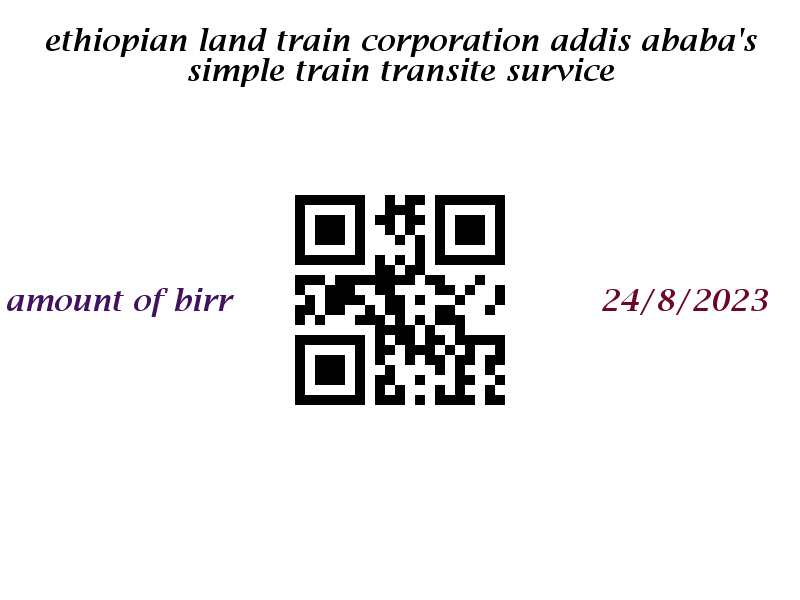 ethiopian land train corporation addis ababa's
simple train transite survice
amount of birr
24/8/2023